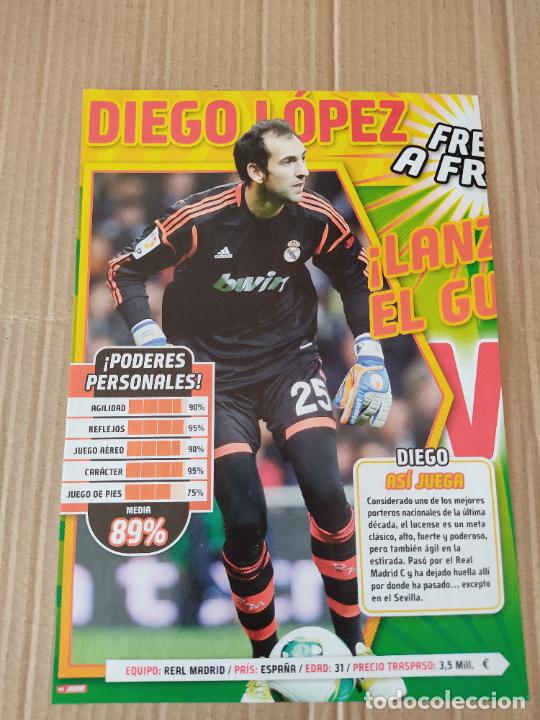 DIEGO LÓPEZ
FRE
A FR
¡LANZ
EL GU
V
adidas
bwin
25
¡PODERES
PERSONALES!
AGILIDAD 90%
REFLEJOS 95%
JUEGO AÉREO 90%
CARÁCTER 95%
JUEGO DE PIES 75%
MEDIA
89%
DIEGO
ASÍ JUEGA
Considerado uno de los mejores
porteros nacionales de la última
década, el lucense es un meta
clásico, alto, fuerte y poderoso,
pero también ágil en la
estirada. Pasó por el Real
Madrid C y ha dejado huella allí
por donde ha pasado... excepto
en el Sevilla.
EQUIPO: REAL MADRID / PAÍS: ESPAÑA / EDAD: 31 / PRECIO TRASPASO: 3,5 Mill. €
todocoleccion